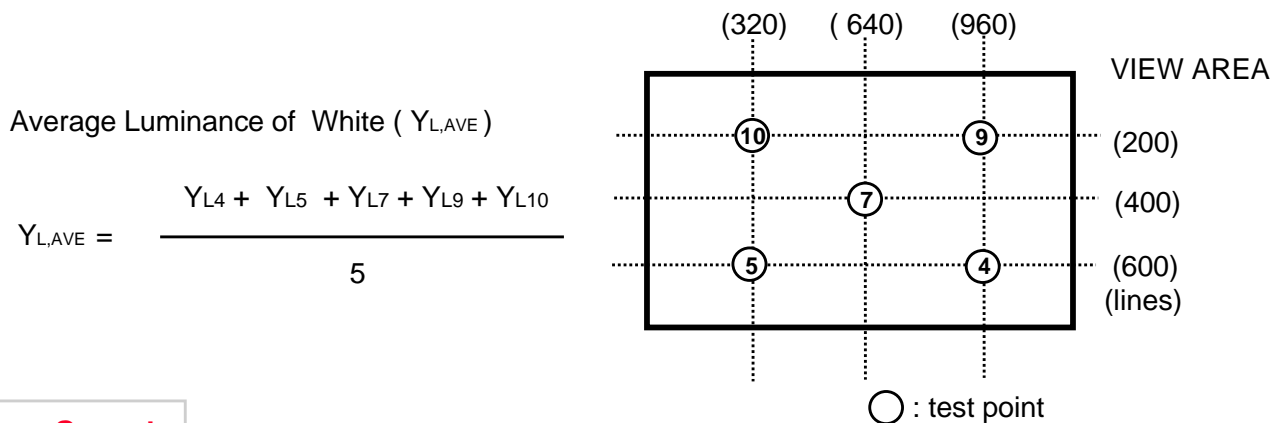 (320) ( 640) (960)
VIEW AREA
Average Luminance of White ( YL,AVE )
10 9 (200)
YL4 + YL5 + YL7 + YL9 + YL10
7 (400)
YL,AVE =
5
5 4 (600)
(lines)
: test point